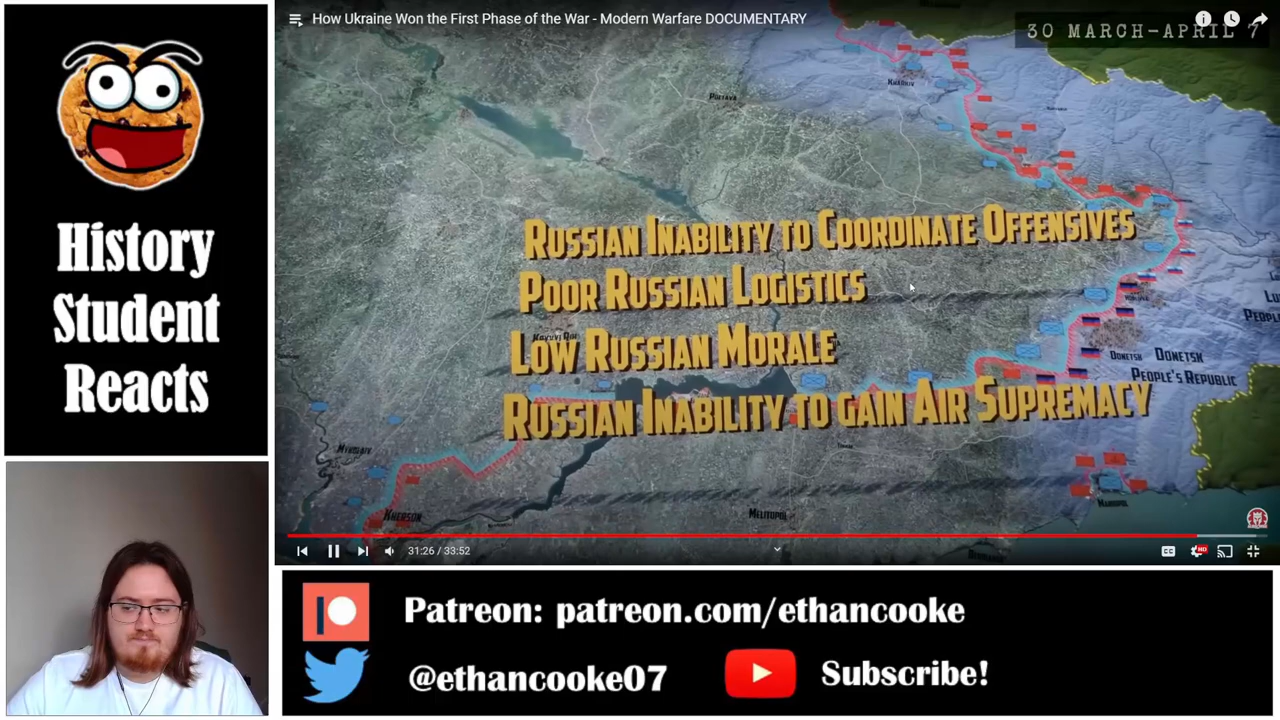 How Ukraine Won the First Phase of the War - Modern Warfare DOCUMENTARY
30 MARCH-APRIL 7
KHARKIV
POLTAVA
RUSSIAN INABILITY TO COORDINATE OFFENSIVES
POOR RUSSIAN LOGISTICS
LOW RUSSIAN MORALE
RUSSIAN INABILITY TO GAIN AIR SUPREMACY
DONETSK
DONETSK
PEOPLE'S REPUBLIC
MYKOLAIV
KHERSON
MELITOPOL
MARIUPOL
31:26 / 33:52
CC
HD
History
Student
Reacts
Patreon: patreon.com/ethancooke
@ethancooke07
Subscribe!